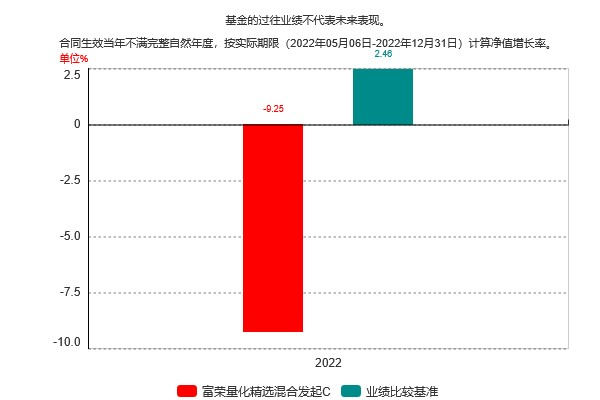 基金的过往业绩不代表未来表现。
合同生效当年不满完整自然年度，按实际期限（2022年05月06日-2022年12月31日）计算净值增长率。
单位%
2.46
2.5
-9.25
0
-2.5
-5.0
-7.5
-10.0
2022
富荣量化精选混合发起C 业绩比较基准